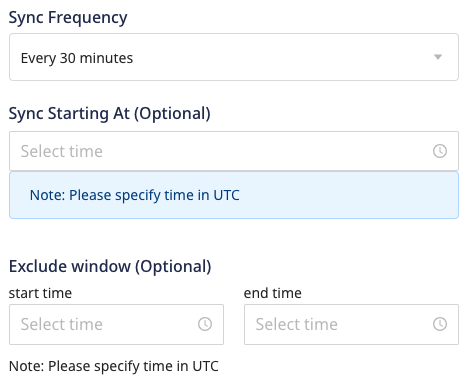 Sync Frequency
Every 30 minutes
Sync Starting At (Optional)
Select time
Note: Please specify time in UTC
Exclude window (Optional)
start time end time
Select time Select time
Note: Please specify time in UTC